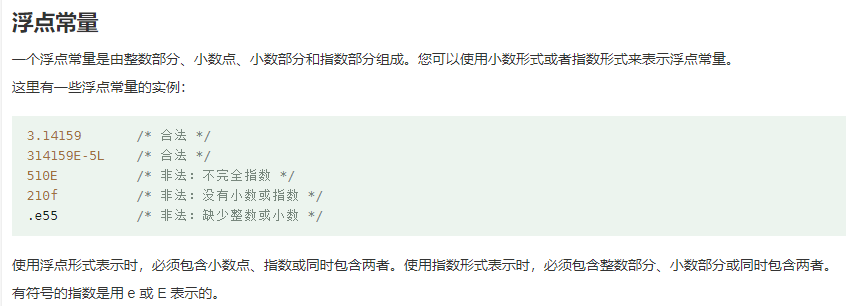 浮点常量
一个浮点常量是由整数部分、小数点、小数部分和指数部分组成。您可以使用小数形式或者指数形式来表示浮点常量。
这里有一些浮点常量的实例：
3.14159       /* 合法 */
314159E-5L    /* 合法 */
510E          /* 非法：不完全指数 */
210f          /* 非法：没有小数或指数 */
.e55          /* 非法：缺少整数或小数 */
使用浮点形式表示时，必须包含小数点、指数或同时包含两者。使用指数形式表示时，必须包含整数部分、小数部分或同时包含两者。
有符号的指数是用 e 或 E 表示的。